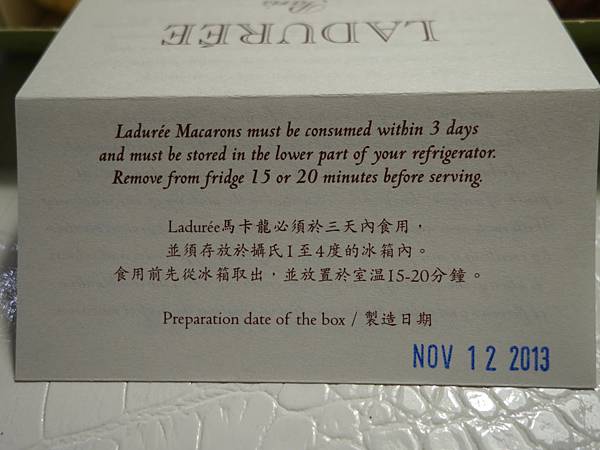 Paris
LADURÉE
Ladurée Macarons must be consumed within 3 days
and must be stored in the lower part of your refrigerator.
Remove from fridge 15 or 20 minutes before serving.
Ladurée馬卡龍必須於三天內食用，
並須存放於攝氏1至4度的冰箱內。
食用前先從冰箱取出，並放置於室溫15-20分鐘。
Preparation date of the box / 製造日期
NOV 12 2013